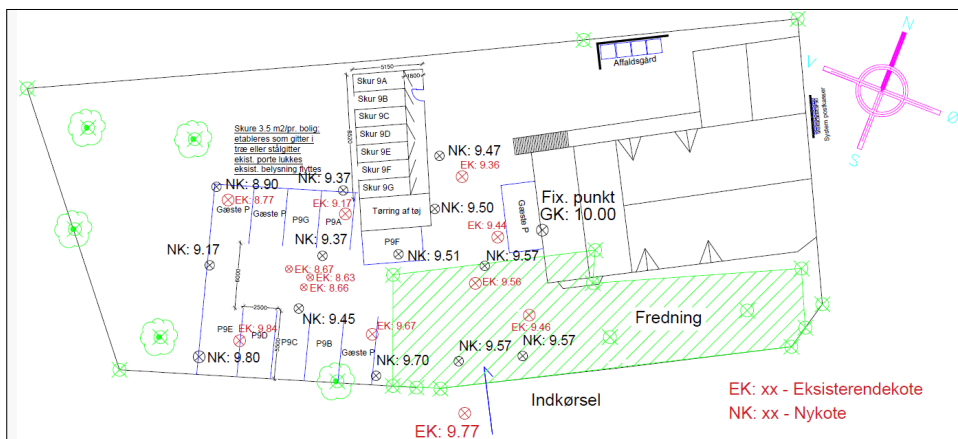 N
V
Ø
S
Affaldsgård
System postkasser
5150
1600
8250
Skur 9A
Skur 9B
Skur 9C
Skur 9D
Skur 9E
Skur 9F
Skur 9G
Tørring af tøj
Skure 3.5 m2/pr. bolig;
etableres som gitter i
træ eller stålgitter
ekist. porte lukkes
eksist. belysning flyttes
NK: 9.47
EK: 9.36
NK: 8.90
EK: 8.77
NK: 9.37
EK: 9.17
Gæste P
Gæste P
P9G
P9A
NK: 9.50
EK: 9.44
Gæste P
Fix. punkt
GK: 10.00
NK: 9.17
NK: 9.37
P9F
NK: 9.51
NK: 9.57
EK: 8.67
EK: 8.63
EK: 8.66
EK: 9.56
6000
2500
5500
NK: 9.45
EK: 9.46
Fredning
P9E
EK: 9.84
P9D
P9C
P9B
EK: 9.67
Gæste P
NK: 9.80
NK: 9.70
NK: 9.57
NK: 9.57
Indkørsel
EK: 9.77
EK: xx - Eksisterendekote
NK: xx - Nykote